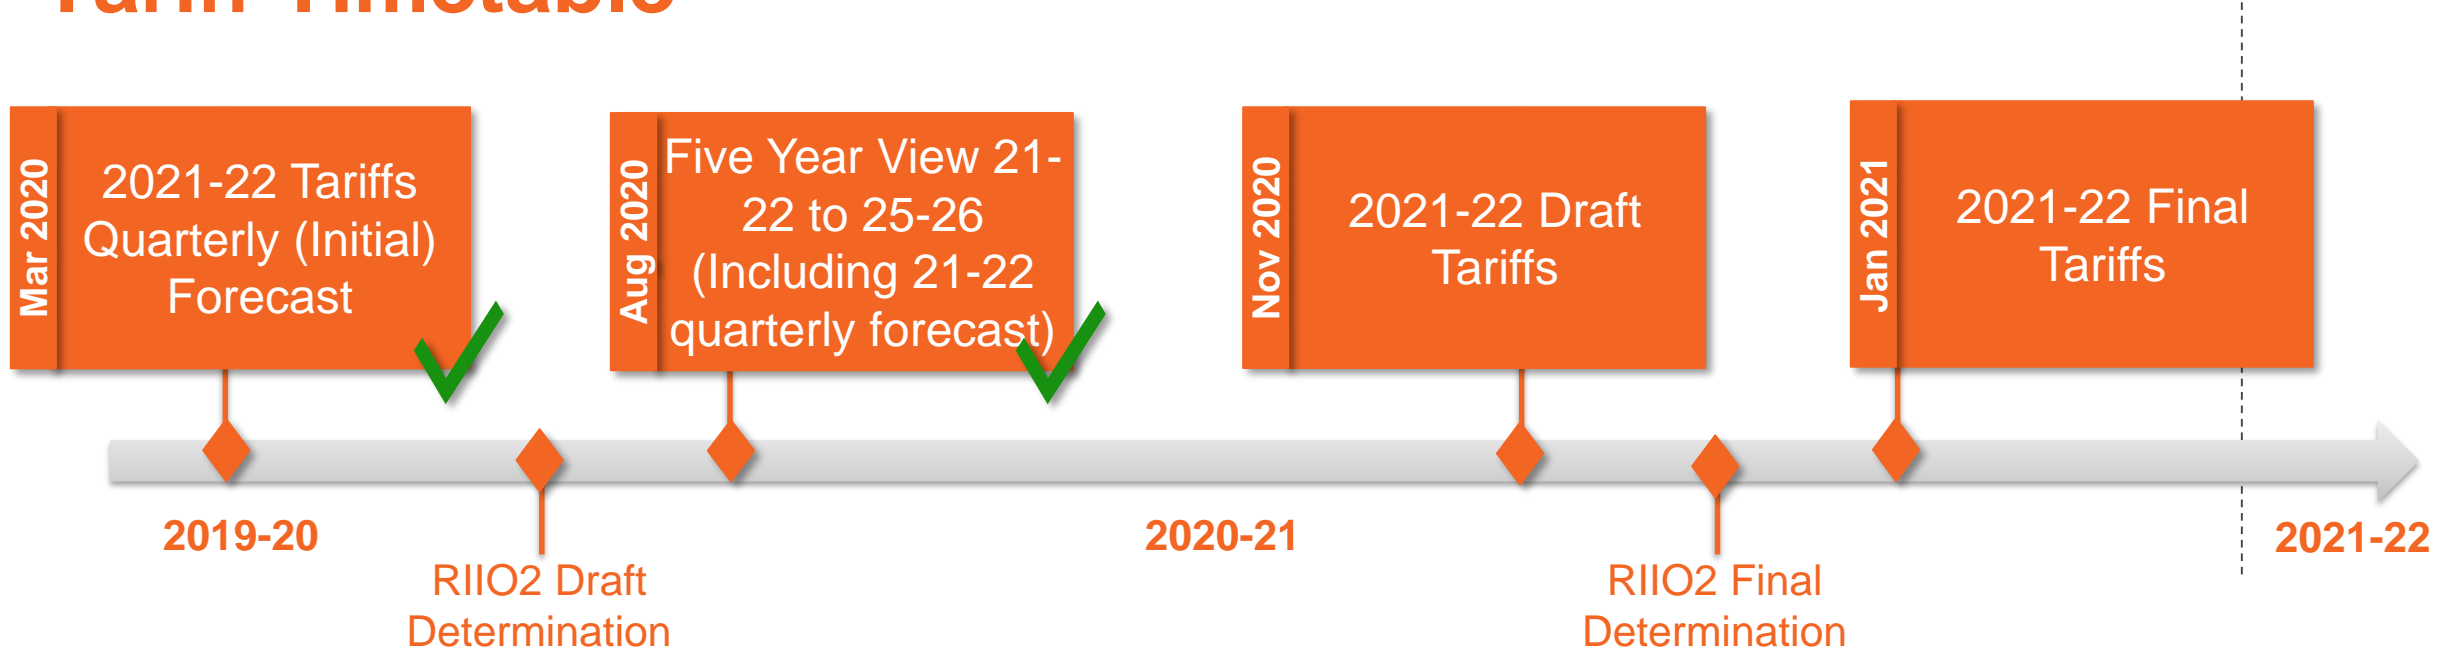 Tariff Timetable
Mar 2020
2021-22 Tariffs
Quarterly (Initial)
Forecast
Aug 2020
Five Year View 21-
22 to 25-26
(Including 21-22
quarterly forecast)
Nov 2020
2021-22 Draft
Tariffs
Jan 2021
2021-22 Final
Tariffs
2019-20
2020-21
2021-22
RIIO2 Draft
Determination
RIIO2 Final
Determination